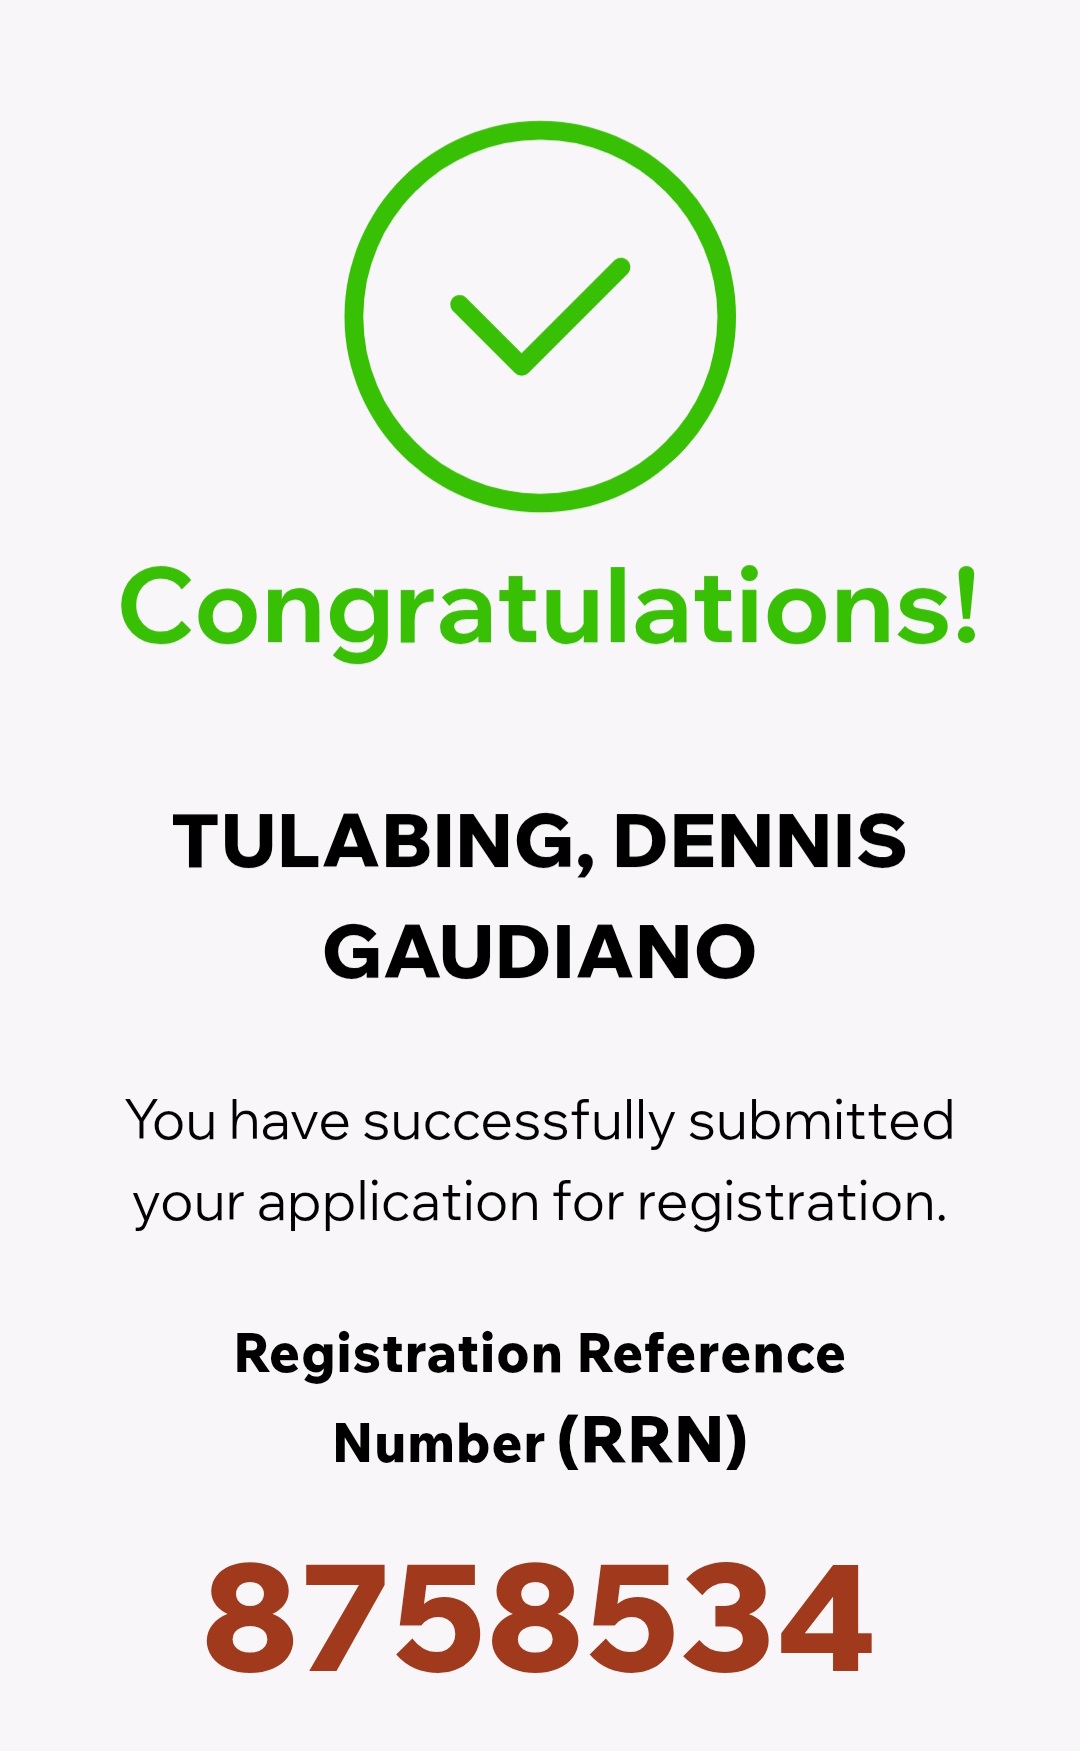 Congratulations!
TULABING, DENNIS
GAUDIANO
You have successfully submitted
your application for registration.
Registration Reference
Number (RRN)
8758534